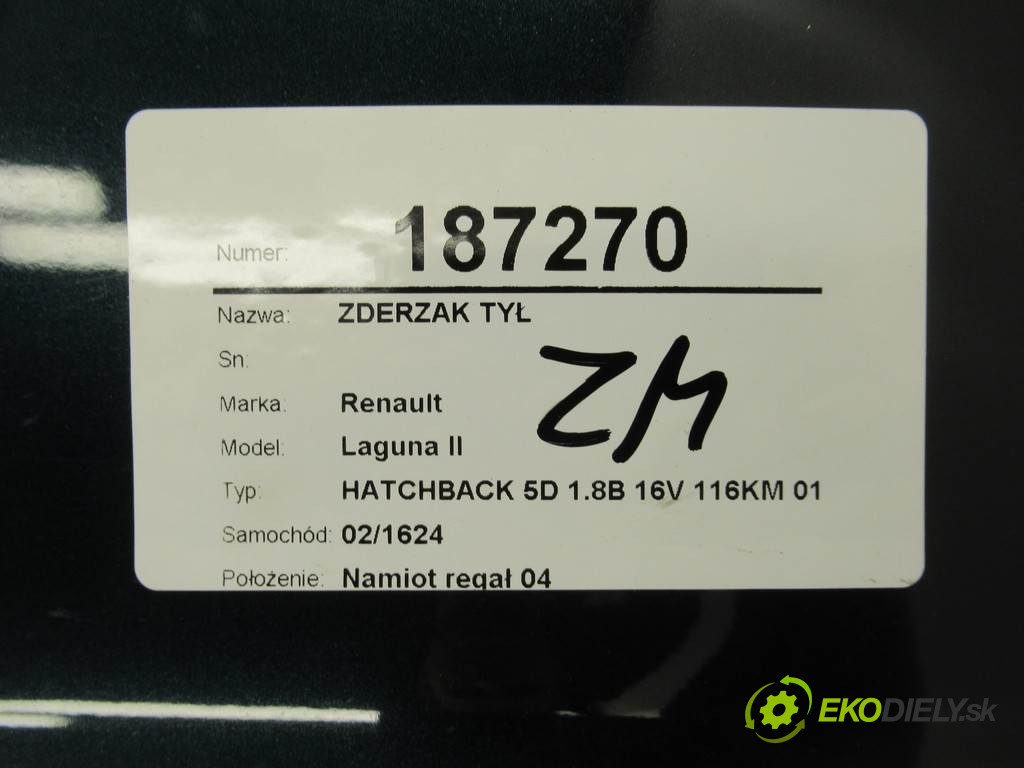 Numer: 187270
Nazwa: ZDERZAK TYŁ
Sn:
ZM
Marka: Renault
Model: Laguna II
Typ: HATCHBACK 5D 1.8B 16V 116KM 01
Samochód: 02/1624
Położenie: Namiot regał 04
EKODIELY.sk